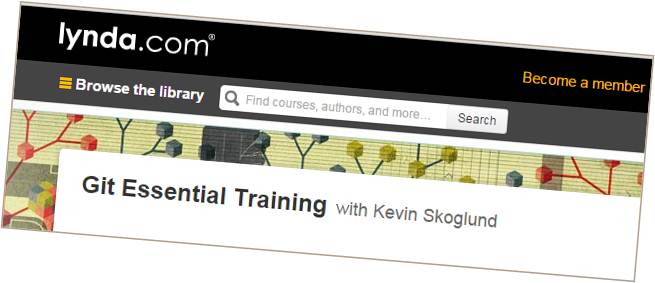 lynda.com®
Become a member
Browse the library
Find courses, authors, and more...
Search
Git Essential Training with Kevin Skoglund